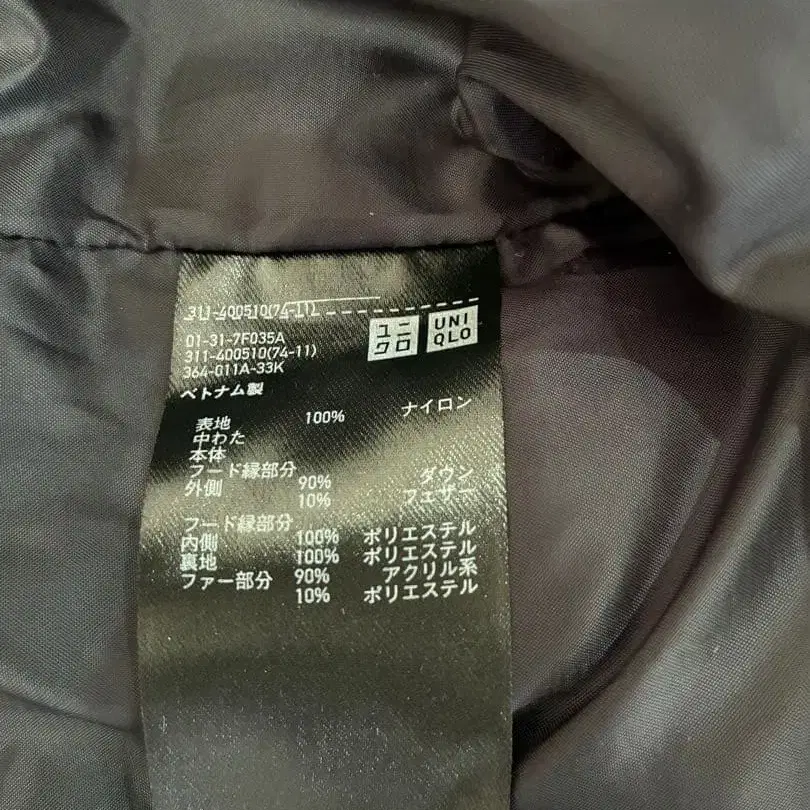 311-400510(74-11)
ユニクロ
UNIQLO
01-31-7F035A
311-400510(74-11)
364-011A-33K
ベトナム製
表地 100% ナイロン
中わた
本体
フード縁部分
外側 90% ダウン
10% フェザー
フード縁部分
内側 100% ポリエステル
裏地 100% ポリエステル
ファー部分 90% アクリル系
10% ポリエステル